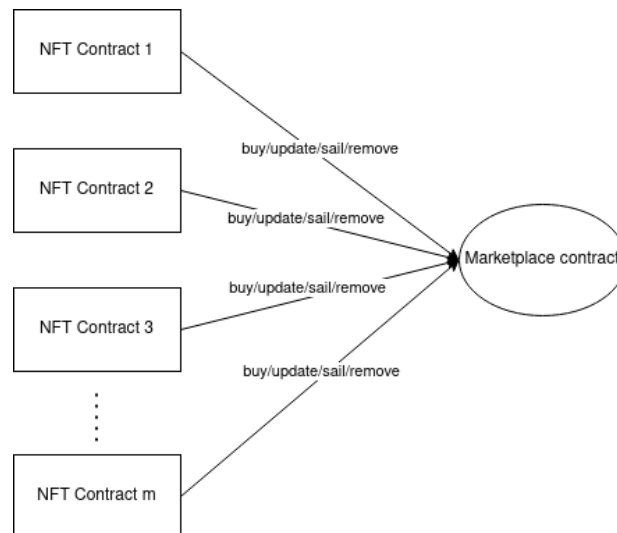 NFT Contract 1
buy/update/sail/remove
NFT Contract 2
buy/update/sail/remove
Marketplace contract
buy/update/sail/remove
NFT Contract 3
buy/update/sail/remove
NFT Contract m